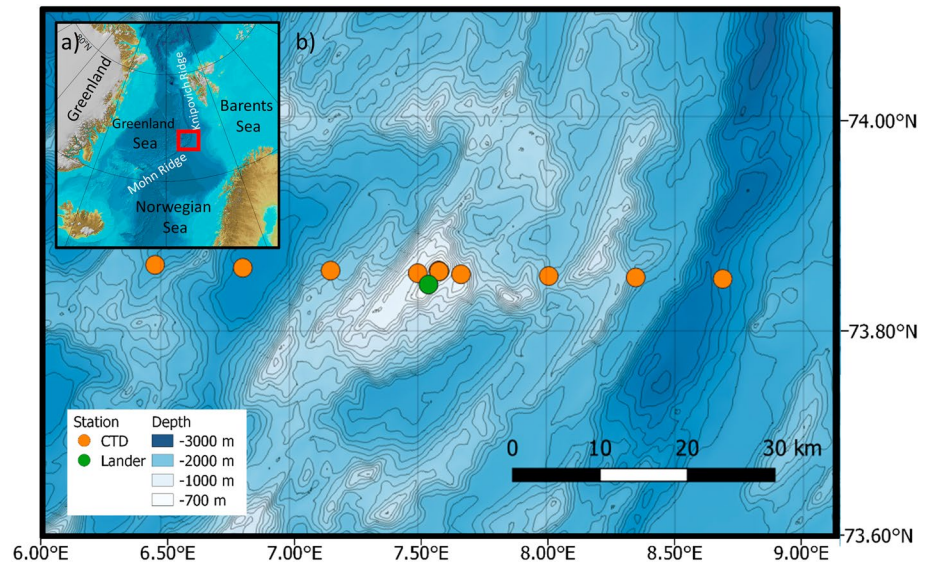 a)
b)
80°N
Greenland
Knipovich Ridge
Barents
Sea
Greenland
Sea
Mohn Ridge
Norwegian
Sea
74.00°N
73.80°N
73.60°N
Station
CTD
Lander
Depth
-3000 m
-2000 m
-1000 m
-700 m
0 10 20 30 km
6.00°E 6.50°E 7.00°E 7.50°E 8.00°E 8.50°E 9.00°E